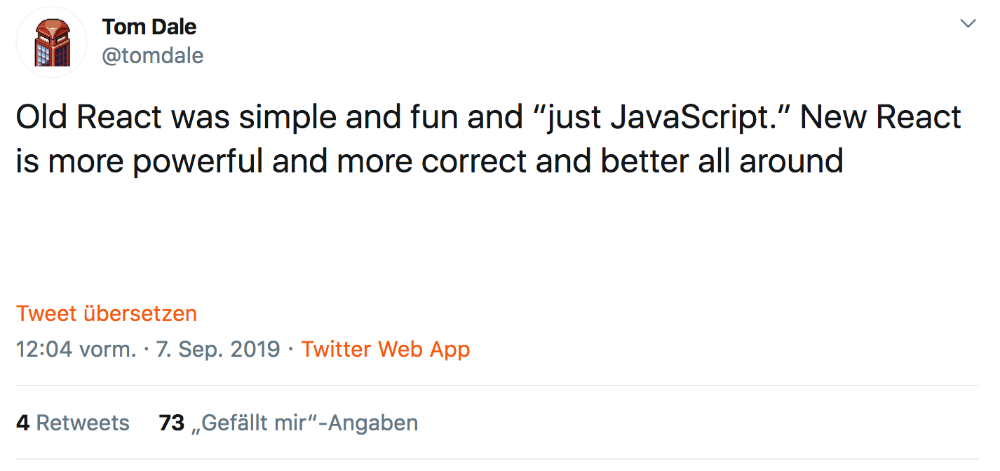 Tom Dale
@tomdale
Old React was simple and fun and “just JavaScript.” New React
is more powerful and more correct and better all around
Tweet übersetzen
12:04 vorm. · 7. Sep. 2019 · Twitter Web App
4 Retweets 73 „Gefällt mir“-Angaben